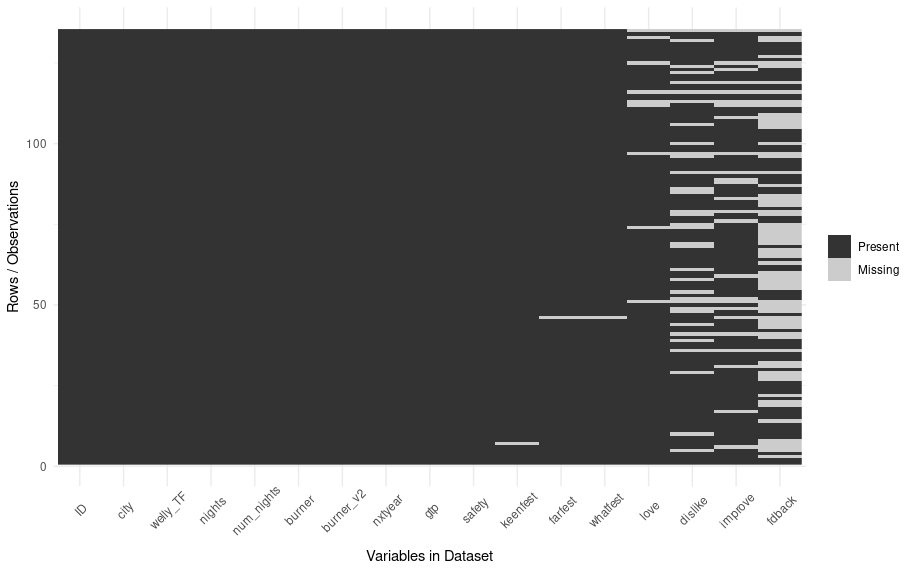 Rows / Observations
100
50
0
Present
Missing
ID
city
welly_TF
nights
num_nights
burner
burner_v2
nxtyear
gtp
safety
keenfest
farfest
whatfest
love
dislike
improve
fdback
Variables in Dataset